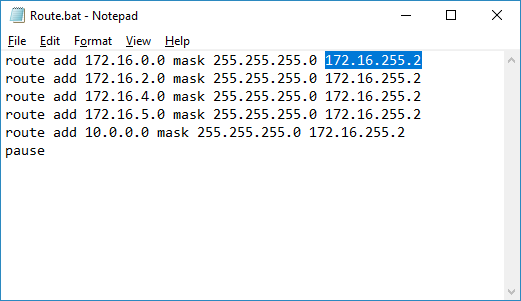 Route.bat - Notepad
File Edit Format View Help
route add 172.16.0.0 mask 255.255.255.0 172.16.255.2
route add 172.16.2.0 mask 255.255.255.0 172.16.255.2
route add 172.16.4.0 mask 255.255.255.0 172.16.255.2
route add 172.16.5.0 mask 255.255.255.0 172.16.255.2
route add 10.0.0.0 mask 255.255.255.0 172.16.255.2
pause